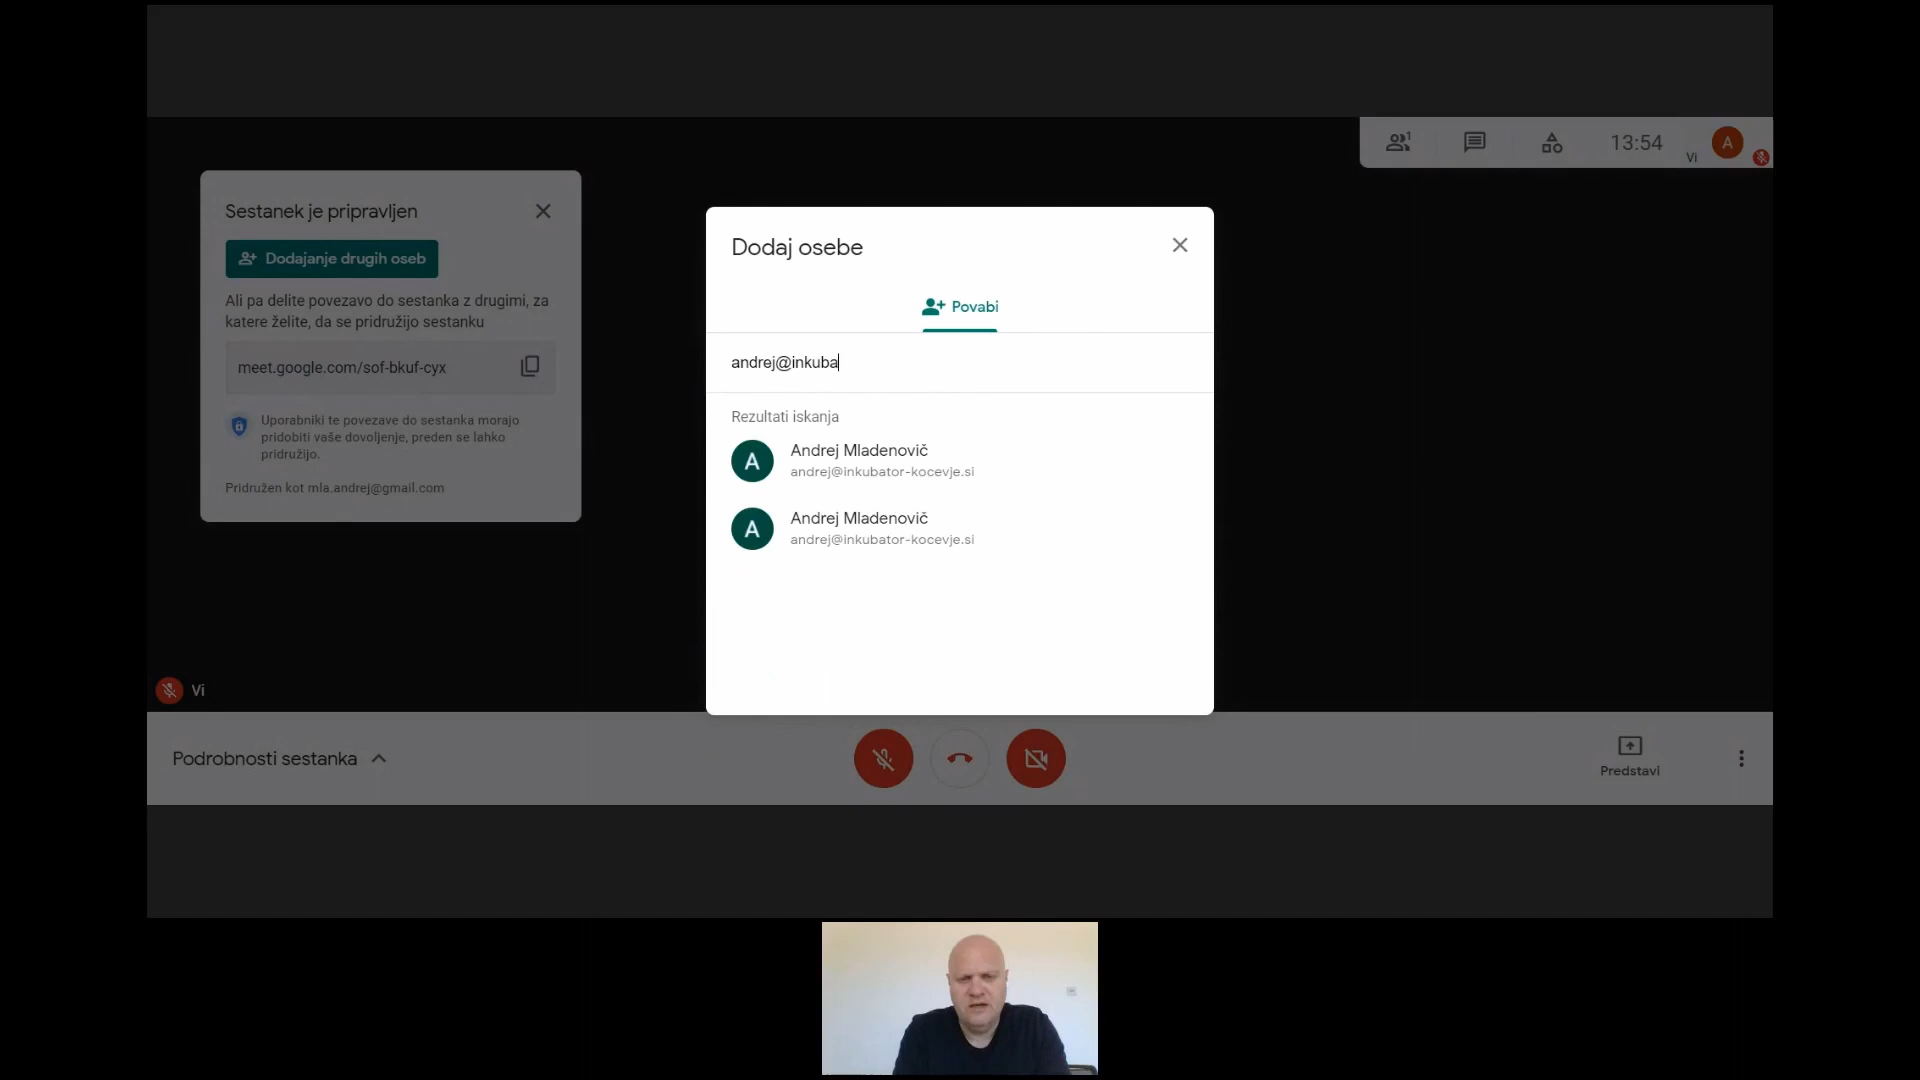 1
13:54
Vi
A
Sestanek je pripravljen
Dodajanje drugih oseb
Ali pa delite povezavo do sestanka z drugimi, za
katere želite, da se pridružijo sestanku
meet.google.com/sof-bkuf-cyx
Uporabniki te povezave do sestanka morajo
pridobiti vaše dovoljenje, preden se lahko
pridružijo.
Pridružen kot mla.andrej@gmail.com
Dodaj osebe
Povabi
andrej@inkuba
Rezultati iskanja
A
Andrej Mladenovič
andrej@inkubator-kocevje.si
A
Andrej Mladenovič
andrej@inkubator-kocevje.si
Vi
Podrobnosti sestanka
Predstavi